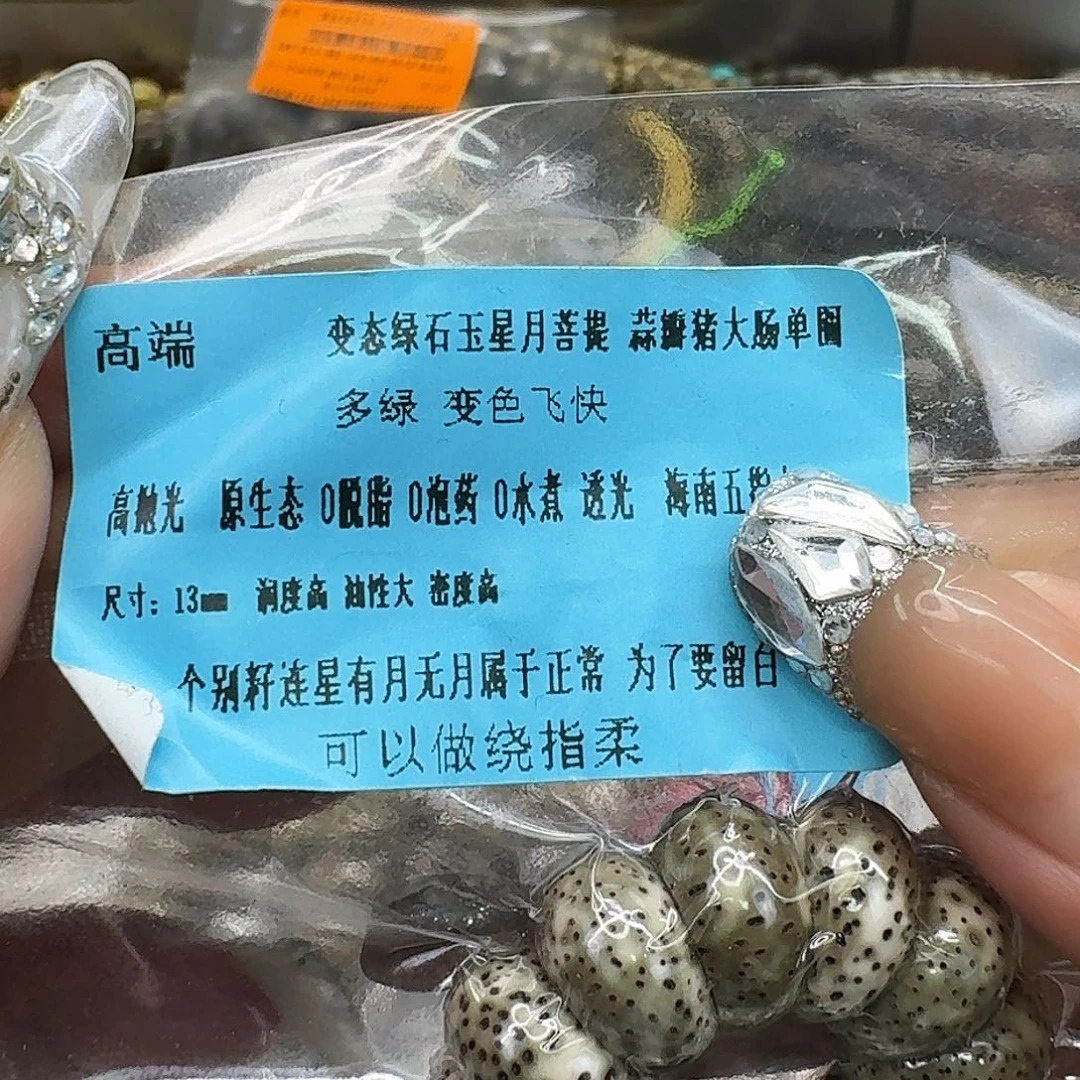 高端 变态绿石玉星月菩提 蒜瓣猪大肠单圈
多绿 变色飞快
高抛光 原生态 0脱脂 0泡药 0水煮 透光 海南五指
尺寸：13mm 润度高 油性大 密度高
个别籽连星有月无月属于正常 为了要留白
可以做绕指柔